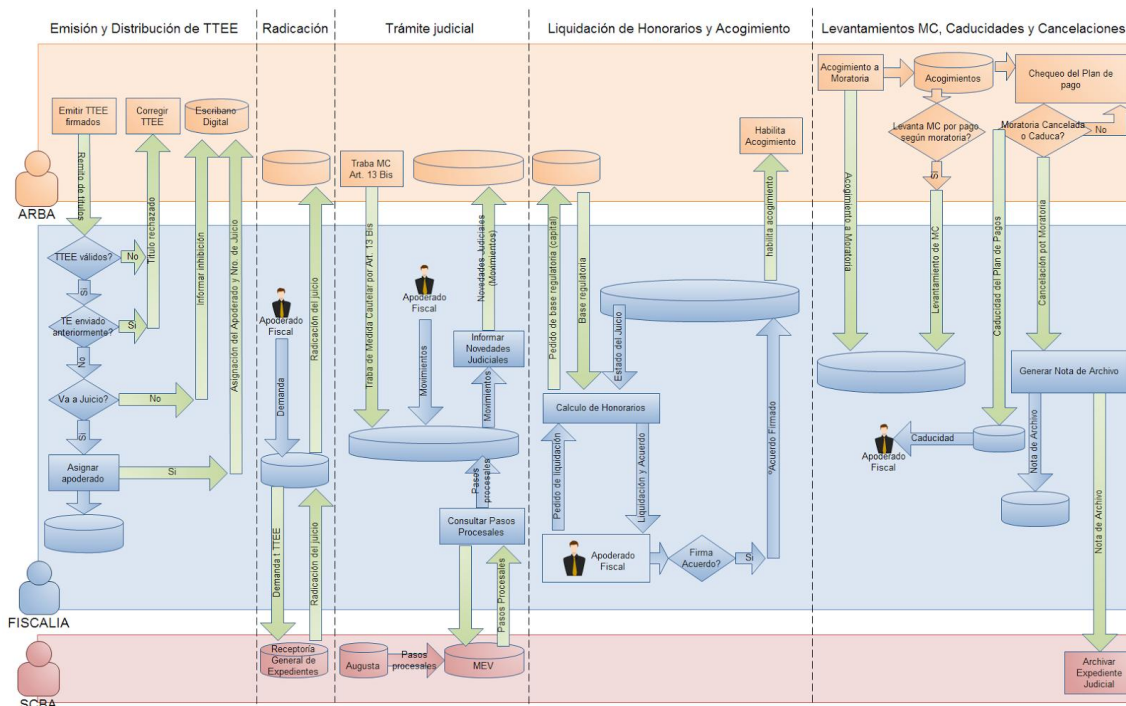 Emisión y Distribución de TTEE
Radicación
Trámite judicial
Liquidación de Honorarios y Acogimiento
Levantamientos MC, Caducidades y Cancelaciones
ARBA
Emitir TTEE
firmados
Corregir
TTEE
Escribano
Digital
Remito de títulos
Título rechazado
Informar inhibición
Asignación del Apoderado y Nro. de Juicio
TTEE válidos?
No
Si
TE enviado
anteriormente?
Si
No
Va a Juicio?
No
Si
Asignar
apoderado
Si
Apoderado
Fiscal
Demanda
Radicación del juicio
Demanda t TTEE
Radicación del juicio
Receptoría
General de
Expedientes
Traba MC
Art. 13 Bis
Traba de Medida Cautelar por Art. 13 Bis
Apoderado
Fiscal
Movimientos
Novedades Judiciales
(Movimientos)
Informar
Novedades
Judiciales
Movimientos
Pasos
procesales
Consultar Pasos
Procesales
Pasos Procesales
Augusta
Pasos
procesales
MEV
Habilita
Acogimiento
habilita acogimiento
Pedido de base regulatoria (capital)
Base regulatoria
Estado del Juicio
Calculo de Honorarios
Pedido de liquidación
Liquidación y Acuerdo
Apoderado
Fiscal
Firma
Acuerdo?
Si
ºAcuerdo Firmado
Acogimiento a
Moratoria
Acogimientos
Chequeo del Plan de
pago
Levanta MC por pago
según moratoria?
Moratoria Cancelada
o Caduca?
No
Si
Acogimiento a Moratoria
Levantamiento de MC
Caducidad del Plan de Pagos
Cancelación pot Moratoria
Generar Nota de Archivo
Apoderado
Fiscal
Caducidad
Nota de Archivo
Nota de Archivo
Archivar
Expediente
Judicial
FISCALIA
SCBA